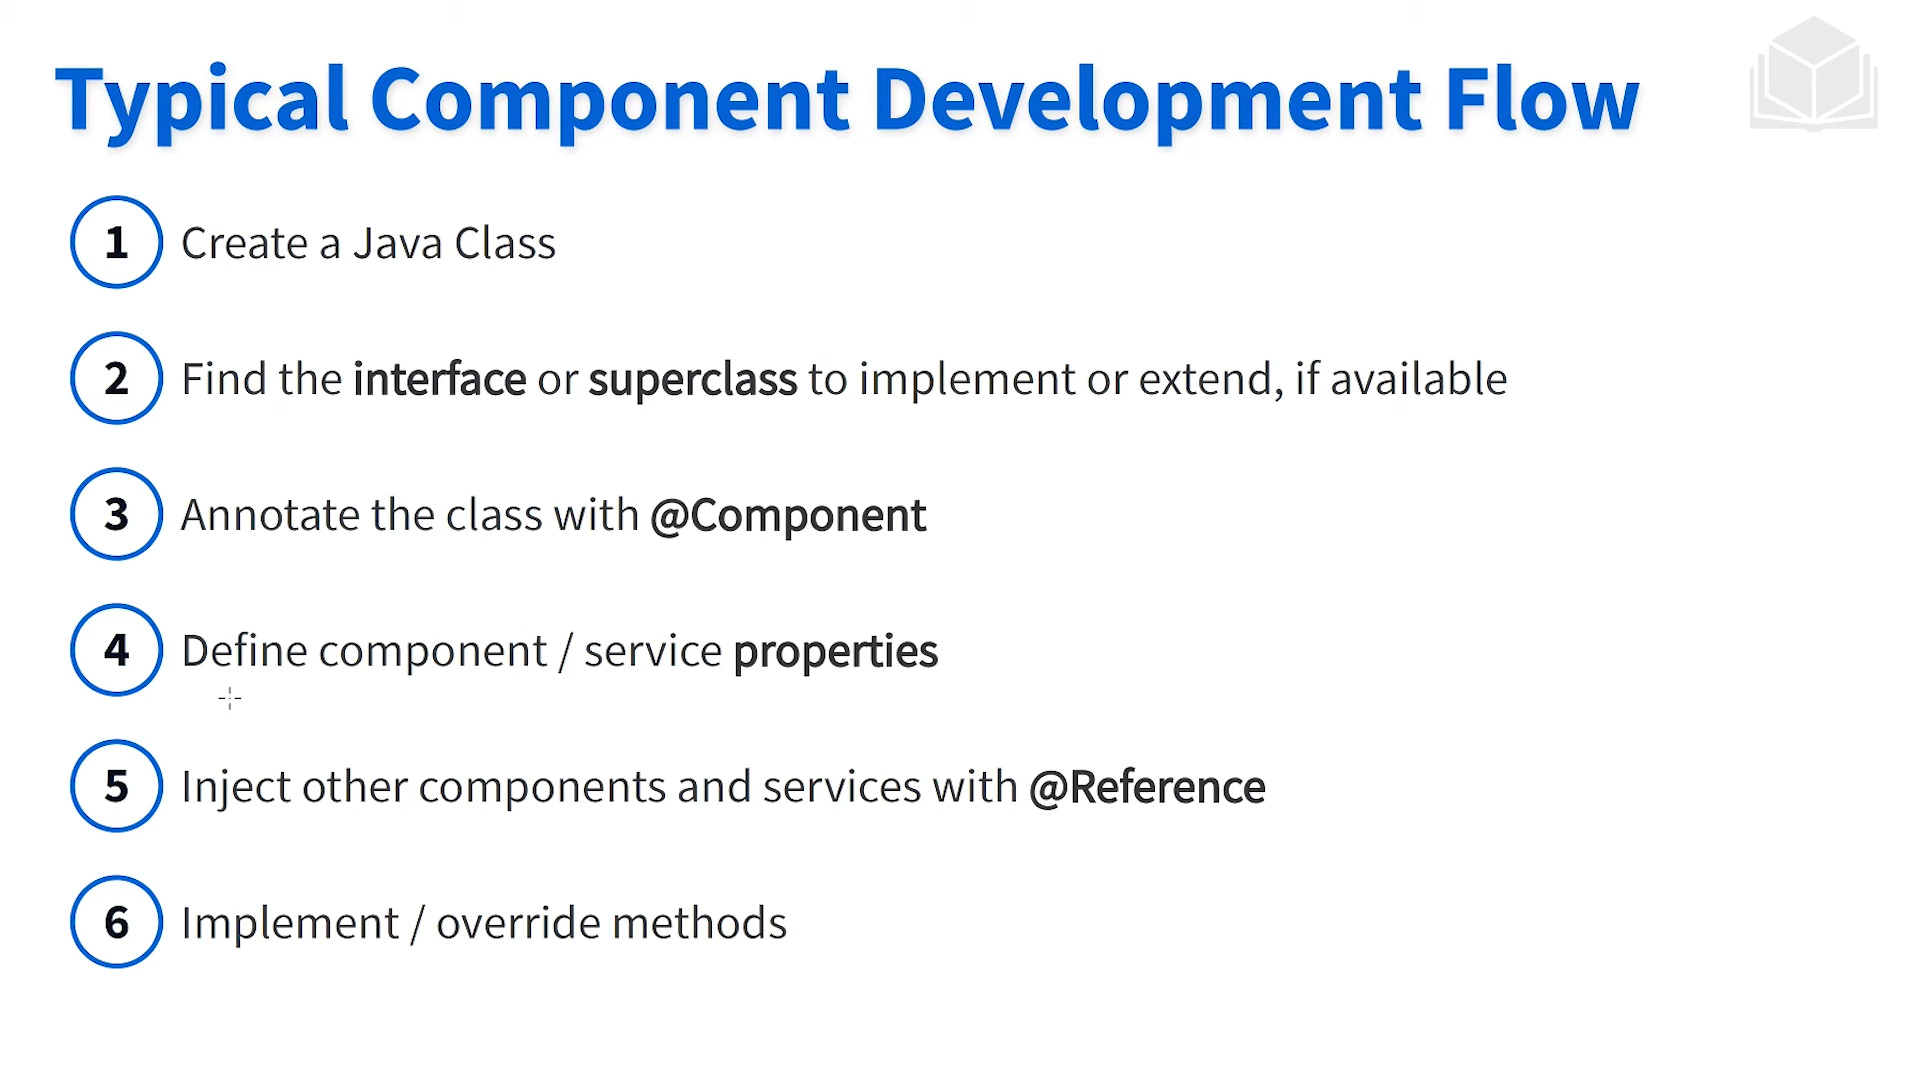 Typical Component Development Flow
1 Create a Java Class
2 Find the interface or superclass to implement or extend, if available
3 Annotate the class with @Component
4 Define component / service properties
5 Inject other components and services with @Reference
6 Implement / override methods